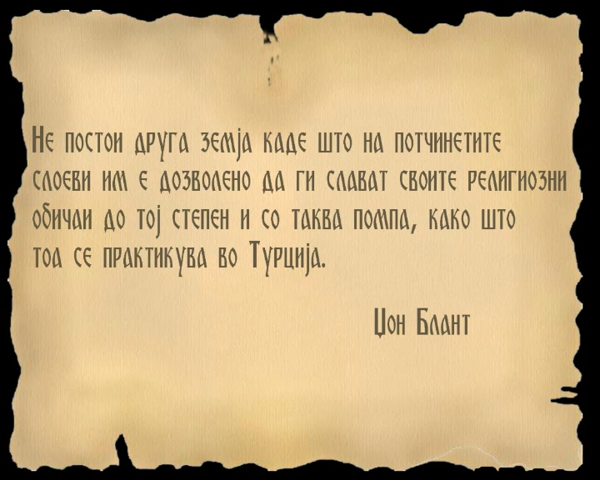 Не постои друга земја каде што на потчинетите
слоеви им е дозволено да ги слават своите религиозни
обичаи до тој степен и со таква помпа, како што
тоа се практикува во Турција.
Џон Блант